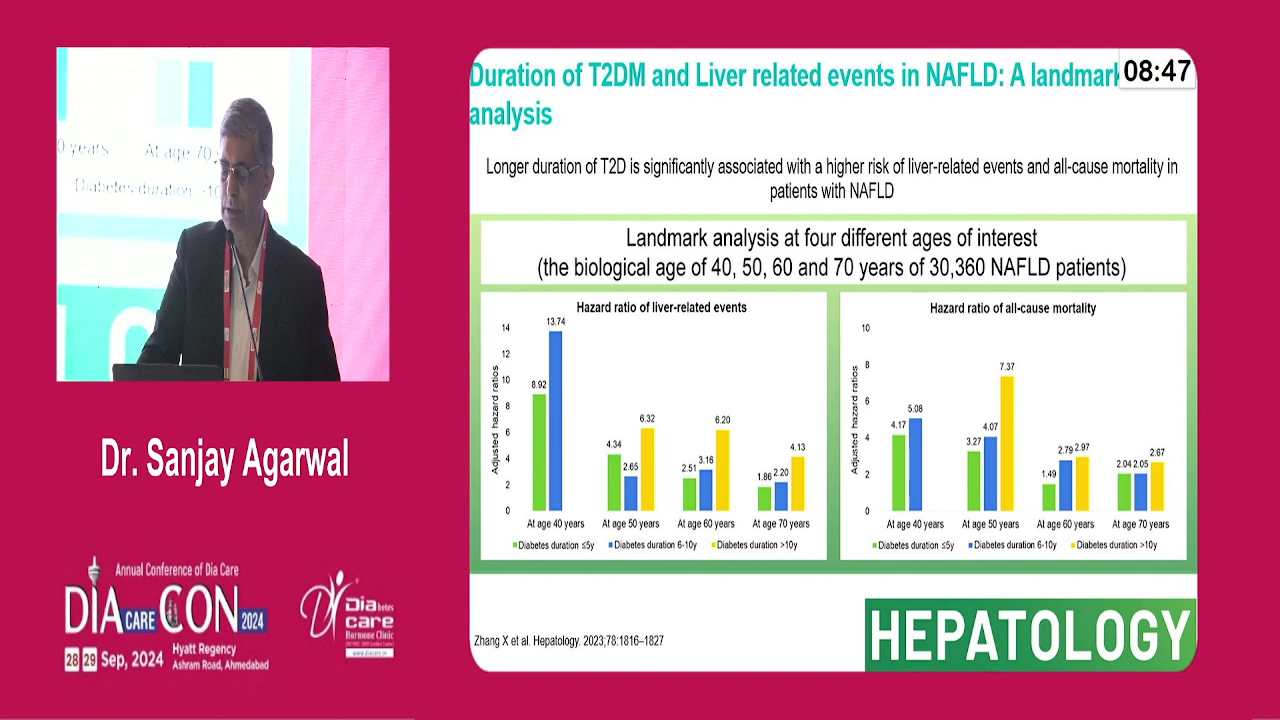 Duration of T2DM and Liver related events in NAFLD: A landmark
analysis
08:47
Longer duration of T2D is significantly associated with a higher risk of liver-related events and all-cause mortality in
patients with NAFLD
Landmark analysis at four different ages of interest
(the biological age of 40, 50, 60 and 70 years of 30,360 NAFLD patients)
Hazard ratio of liver-related events
Adjusted hazard ratios
14
12
10
8
6
4
2
0
8.92 13.74
4.34 2.65 6.32
2.51 3.16 6.20
1.86 2.20 4.13
At age 40 years At age 50 years At age 60 years At age 70 years
Diabetes duration ≤5y Diabetes duration 6-10y Diabetes duration >10y
Hazard ratio of all-cause mortality
Adjusted hazard ratios
10
8
6
4
2
0
4.17 5.08
3.27 4.07 7.37
1.49 2.79 2.97
2.04 2.05 2.67
At age 40 years At age 50 years At age 60 years At age 70 years
Diabetes duration ≤5y Diabetes duration 6-10y Diabetes duration >10y
Zhang X et al. Hepatology. 2023;78:1816–1827
HEPATOLOGY
0 years At age 70
Diabetes duration
Dr. Sanjay Agarwal
Annual Conference of Dia Care
DIA CARE CON 2024
28 29 Sep, 2024
Hyatt Regency
Ashram Road, Ahmedabad
Diabetes
care
Hormone Clinic
www.diacare.in